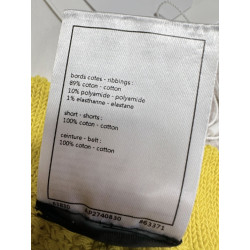 bords cotes - ribbings :
89% coton - cotton
10% polyamide - polyamide
1% elasthanne - elastane
short - shorts :
100% coton - cotton
ceinture - belt :
100% coton - cotton
A63371